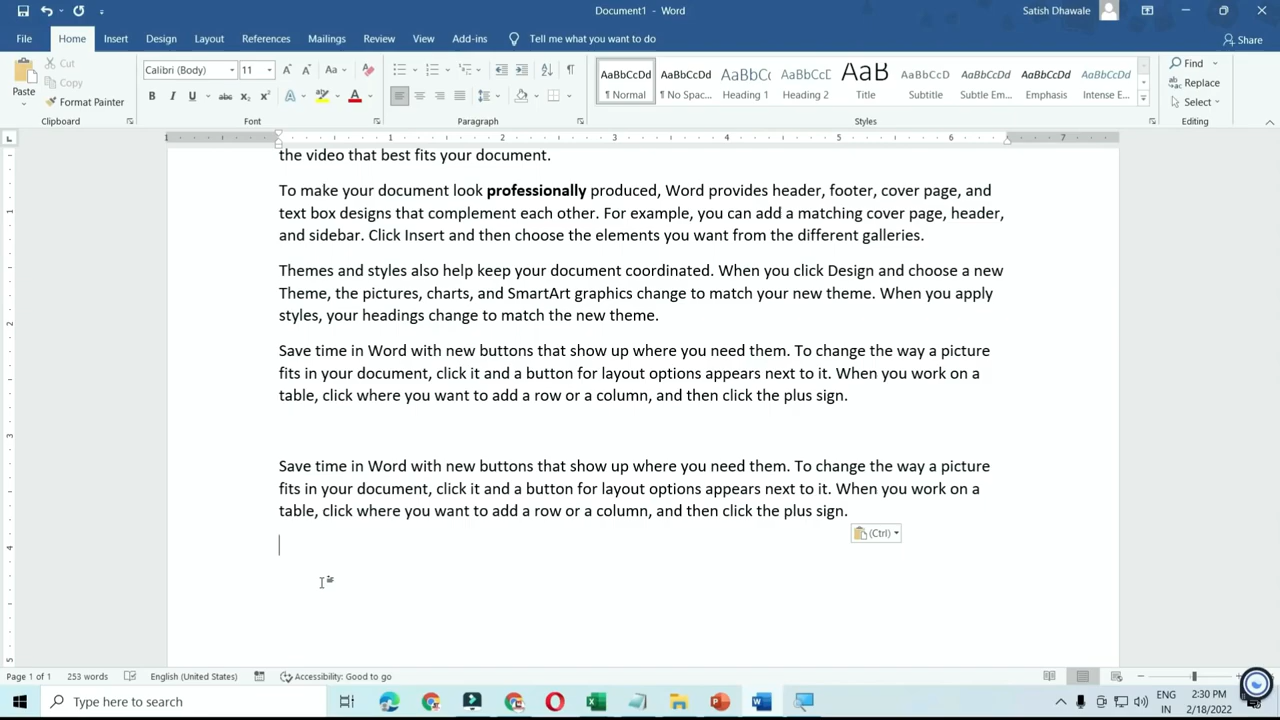 Document1 - Word
Satish Dhawale
File Home Insert Design Layout References Mailings Review View Add-ins Tell me what you want to do Share
Paste
Cut
Copy
Format Painter
Clipboard
Calibri (Body) 11
Font
Paragraph
AaBbCcDd ¶ Normal
AaBbCcDd ¶ No Spac...
AaBbC( Heading 1
AaBbCcD Heading 2
AaB Title
AaBbCcD Subtitle
AaBbCcDd Subtle Em...
AaBbCcDd Emphasis
AaBbCcDd Intense E...
Styles
Find
Replace
Select
Editing
the video that best fits your document.
To make your document look professionally produced, Word provides header, footer, cover page, and
text box designs that complement each other. For example, you can add a matching cover page, header,
and sidebar. Click Insert and then choose the elements you want from the different galleries.
Themes and styles also help keep your document coordinated. When you click Design and choose a new
Theme, the pictures, charts, and SmartArt graphics change to match your new theme. When you apply
styles, your headings change to match the new theme.
Save time in Word with new buttons that show up where you need them. To change the way a picture
fits in your document, click it and a button for layout options appears next to it. When you work on a
table, click where you want to add a row or a column, and then click the plus sign.
Save time in Word with new buttons that show up where you need them. To change the way a picture
fits in your document, click it and a button for layout options appears next to it. When you work on a
table, click where you want to add a row or a column, and then click the plus sign.
(Ctrl)
Page 1 of 1 253 words English (United States) Accessibility: Good to go
Type here to search
ENG
IN
2:30 PM
2/18/2022